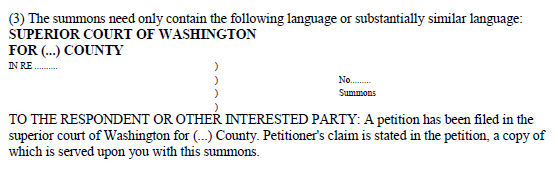 (3) The summons need only contain the following language or substantially similar language:
SUPERIOR COURT OF WASHINGTON
FOR (...) COUNTY
IN RE .......... )
) No.........
) Summons
)
TO THE RESPONDENT OR OTHER INTERESTED PARTY: A petition has been filed in the
superior court of Washington for (...) County. Petitioner's claim is stated in the petition, a copy of
which is served upon you with this summons.